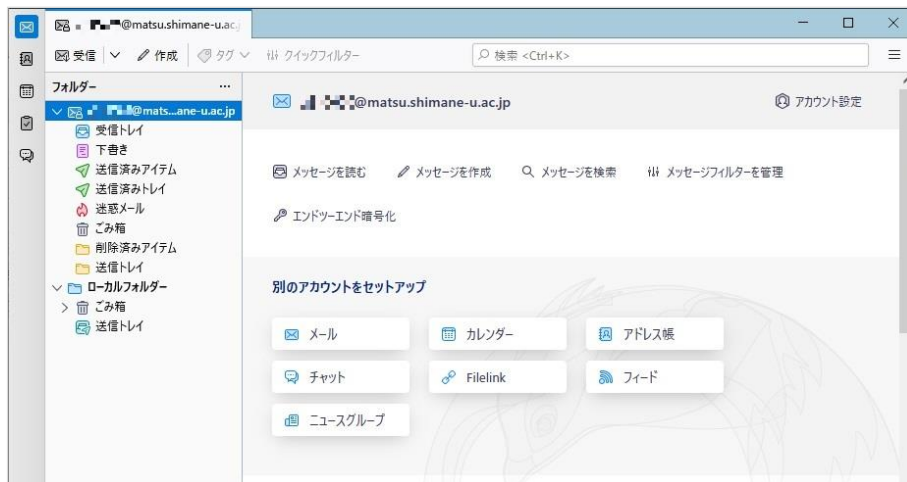 @matsu.shimane-u.ac.j
受信 作成 タグ クイックフィルター 検索 <Ctrl+K>
フォルダー ...
@mats...ane-u.ac.jp
受信トレイ
下書き
送信済みアイテム
送信済みトレイ
迷惑メール
ごみ箱
削除済みアイテム
送信トレイ
ローカルフォルダー
ごみ箱
送信トレイ
@matsu.shimane-u.ac.jp アカウント設定
メッセージを読む メッセージを作成 メッセージを検索 メッセージフィルターを管理
エンドツーエンド暗号化
別のアカウントをセットアップ
メール カレンダー アドレス帳
チャット Filelink フィード
ニュースグループ